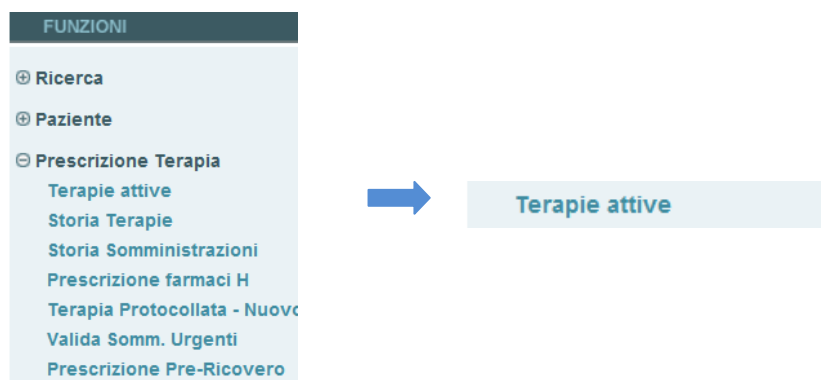 FUNZIONI
Ricerca
Paziente
Prescrizione Terapia
Terapie attive
Storia Terapie
Storia Somministrazioni
Prescrizione farmaci H
Terapia Protocollata - Nuovo
Valida Somm. Urgenti
Prescrizione Pre-Ricovero
Terapie attive